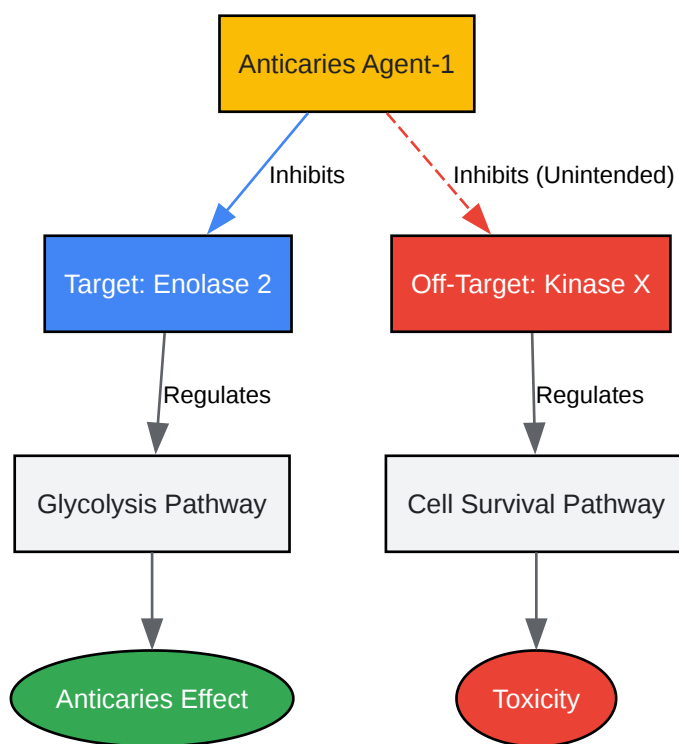 Anticaries Agent-1
Inhibits
Inhibits (Unintended)
Target: Enolase 2
Off-Target: Kinase X
Regulates
Regulates
Glycolysis Pathway
Cell Survival Pathway
Anticaries Effect
Toxicity